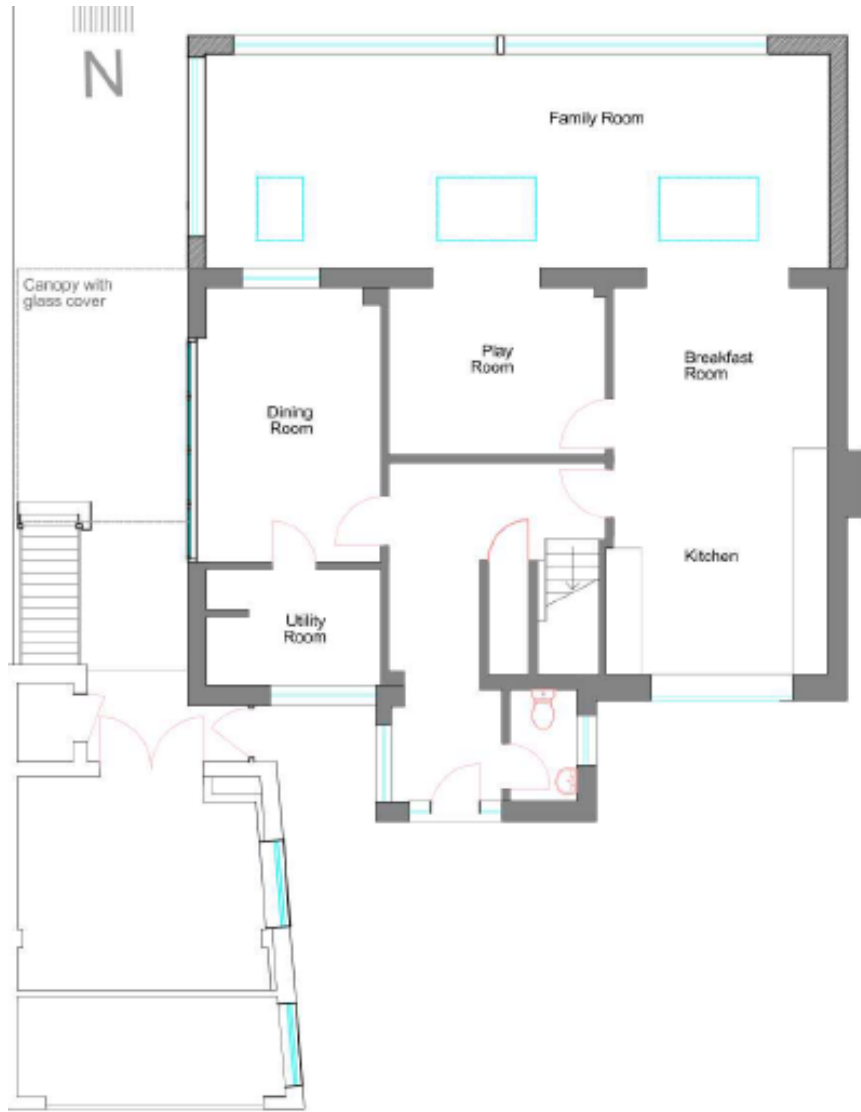 N
Family Room
Canopy with
glass cover
Play
Room
Breakfast
Room
Dining
Room
Kitchen
Utility
Room